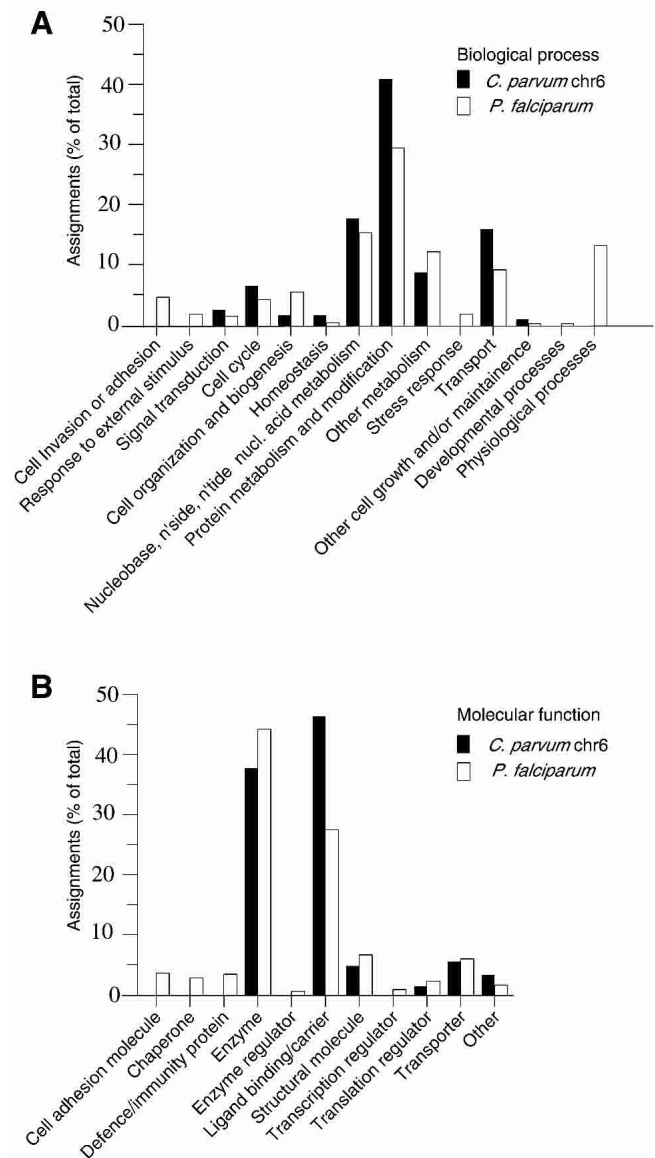 A
50
40
30
20
10
0
Assignments (% of total)
Biological process
C. parvum chr6
P. falciparum
Cell Invasion or adhesion
Response to external stimulus
Signal transduction
Cell cycle
Cell organization and biogenesis
Homeostasis
Nucleobase, n'side, n'tide nucl. acid metabolism
Protein metabolism and modification
Other metabolism
Stress response
Transport
Other cell growth and/or maintainence
Developmental processes
Physiological processes
B
50
40
30
20
10
0
Assignments (% of total)
Molecular function
C. parvum chr6
P. falciparum
Cell adhesion molecule
Chaperone
Defence/immunity protein
Enzyme
Enzyme regulator
Ligand binding/carrier
Structural molecule
Transcription regulator
Translation regulator
Transporter
Other